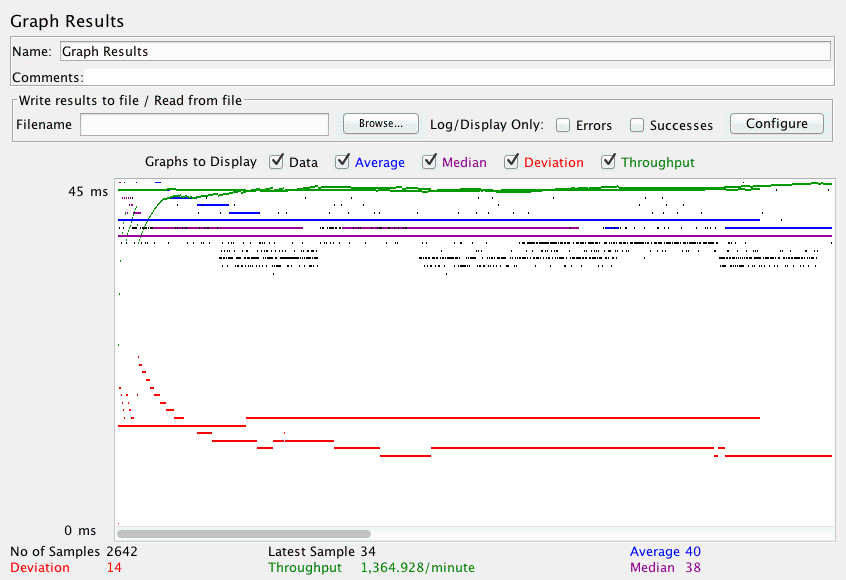 Graph Results
Name: Graph Results
Comments:
Write results to file / Read from file
Filename Browse... Log/Display Only: Errors Successes Configure
Graphs to Display Data Average Median Deviation Throughput
45 ms
0 ms
No of Samples 2642 Latest Sample 34 Average 40
Deviation 14 Throughput 1,364.928/minute Median 38